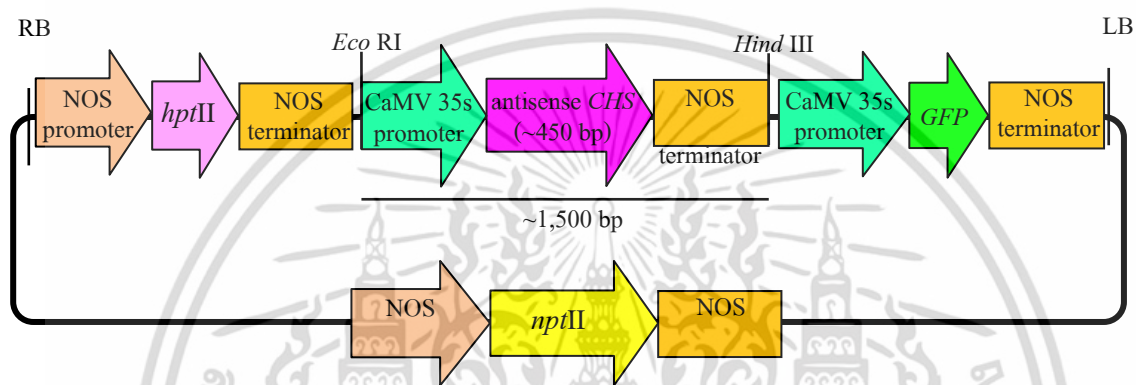 RB
LB
Eco RI
Hind III
NOS
promoter
hptII
NOS
terminator
CaMV 35s
promoter
antisense CHS
(~450 bp)
NOS
terminator
CaMV 35s
promoter
GFP
NOS
terminator
~1,500 bp
NOS
nptII
NOS